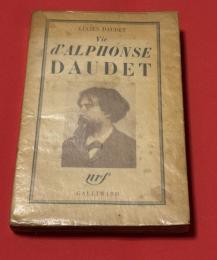 LUCIEN DAUDET
Vie
d'ALPHONSE
DAUDET
nrf
GALLIMARD